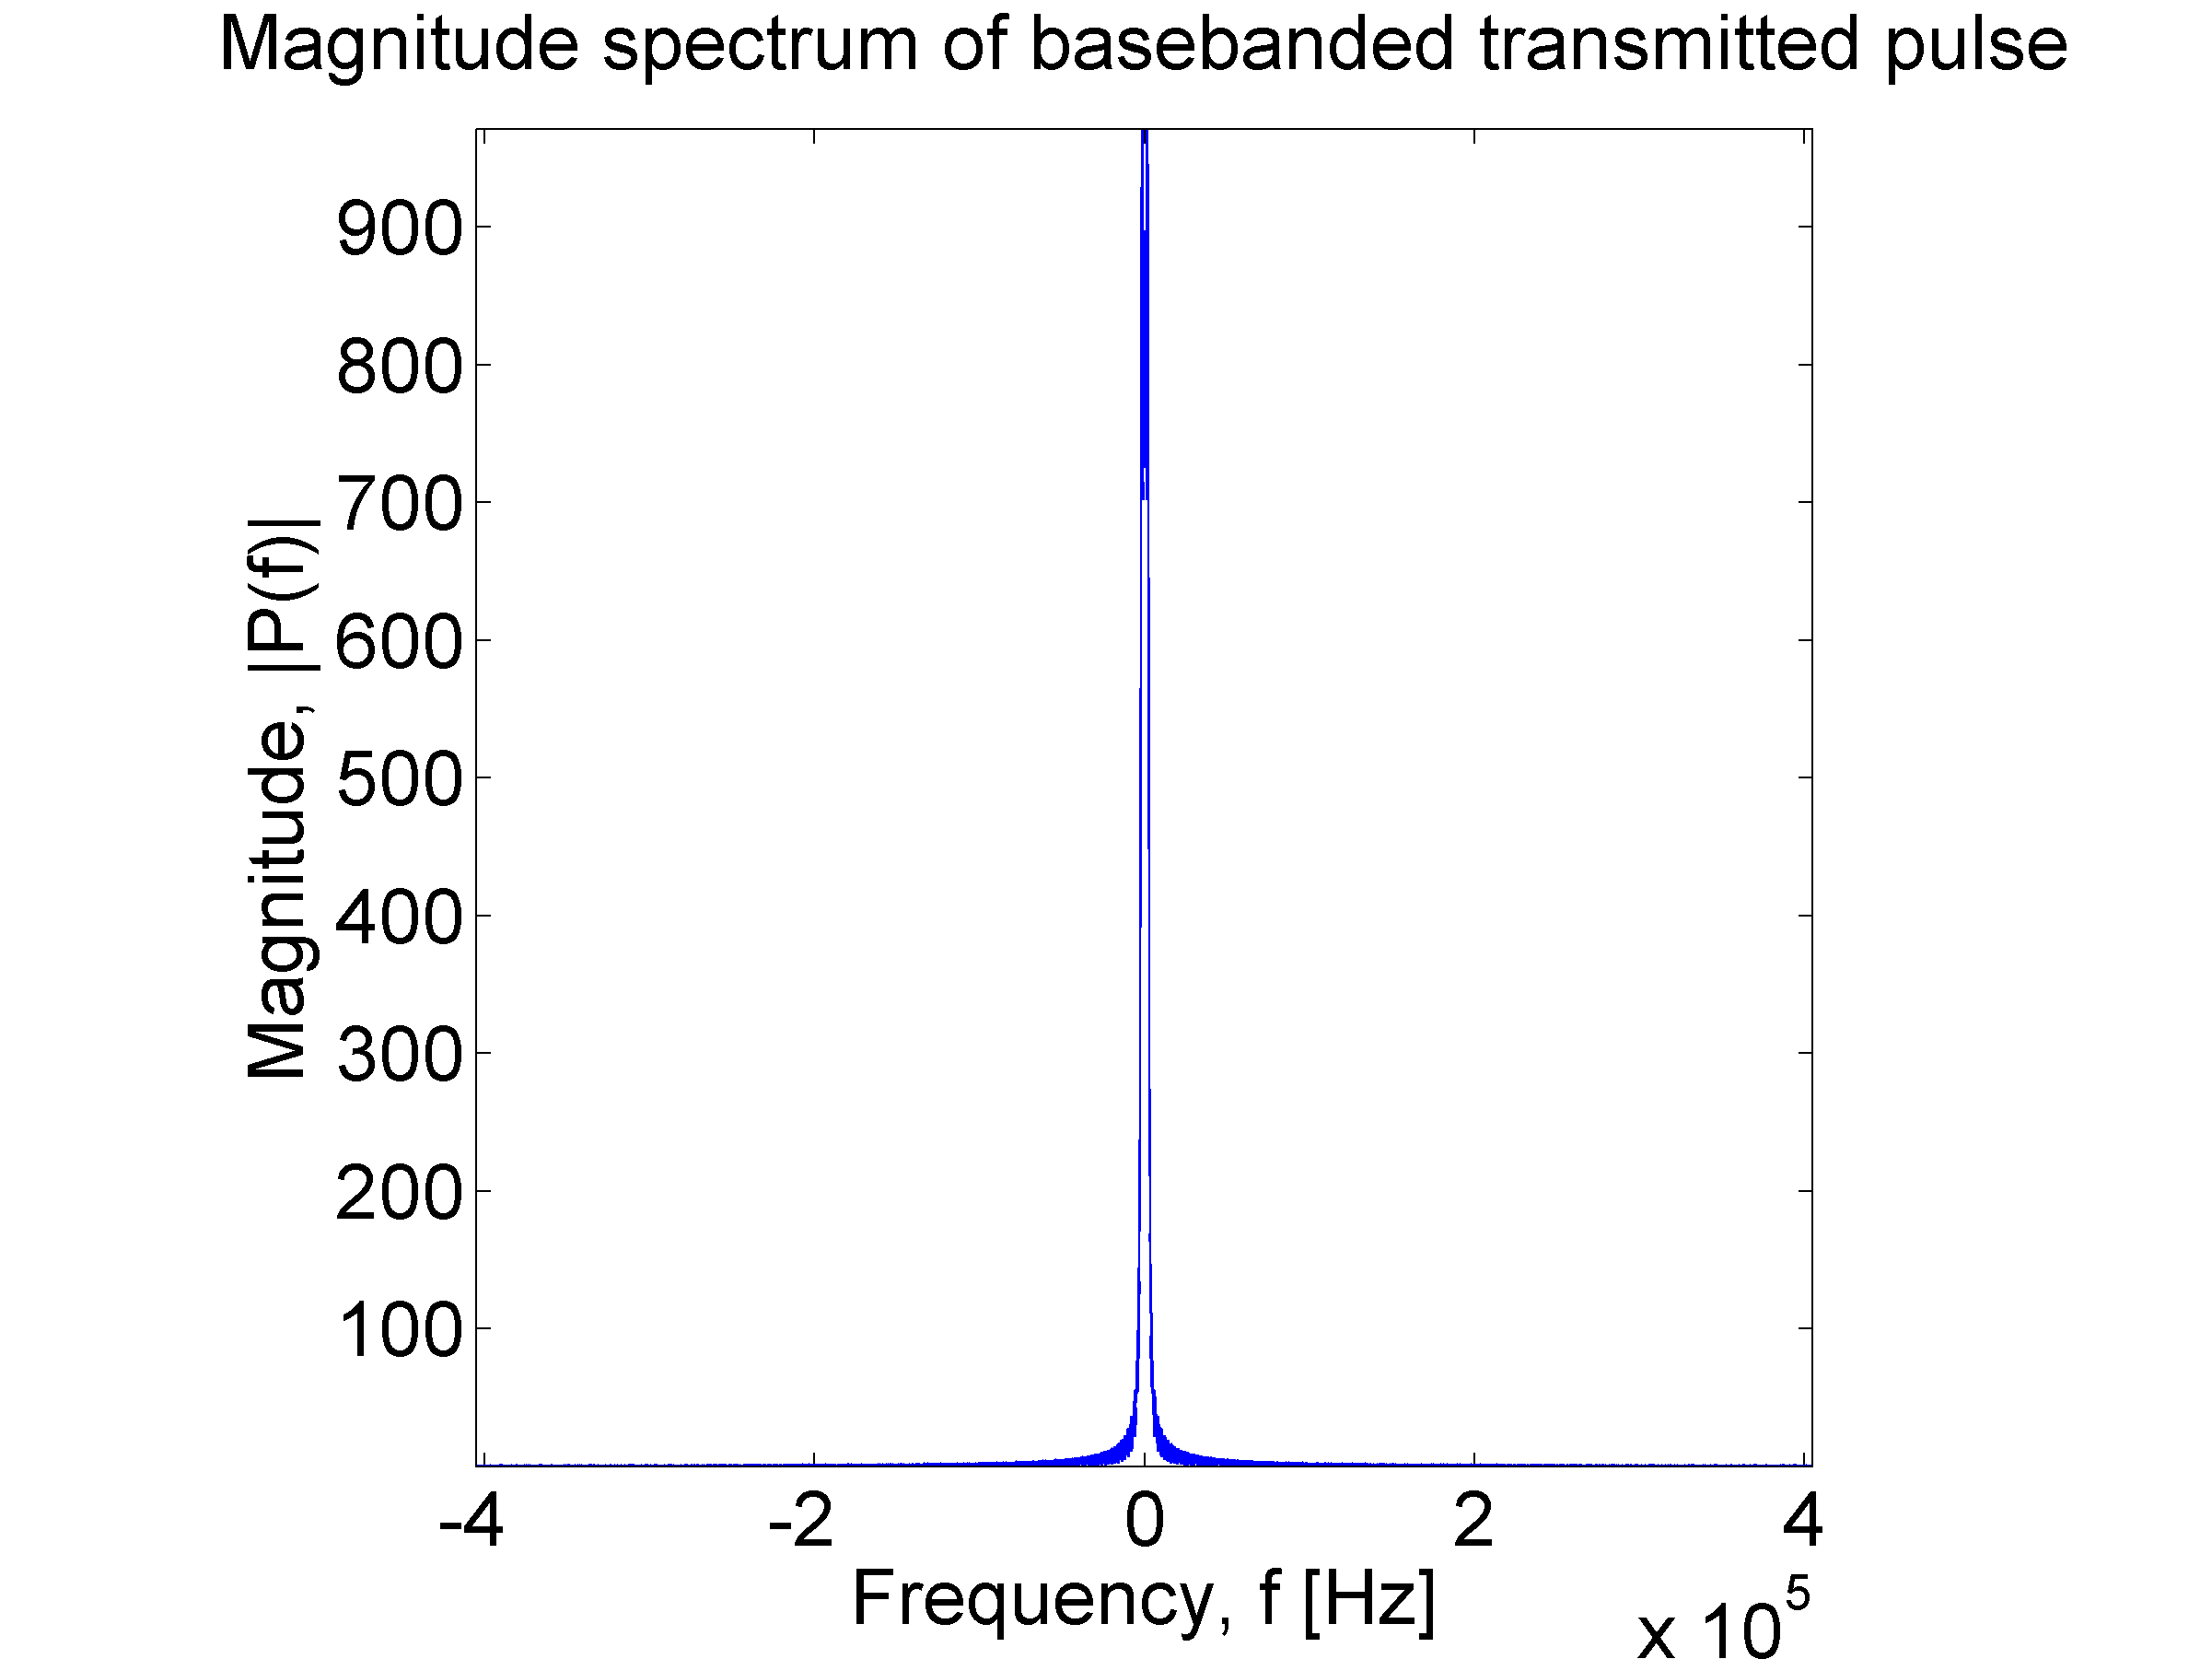 Magnitude spectrum of basebanded transmitted pulse
Magnitude, |P(f)|
900
800
700
600
500
400
300
200
100
-4 -2 0 2 4
Frequency, f [Hz]
x 10^5